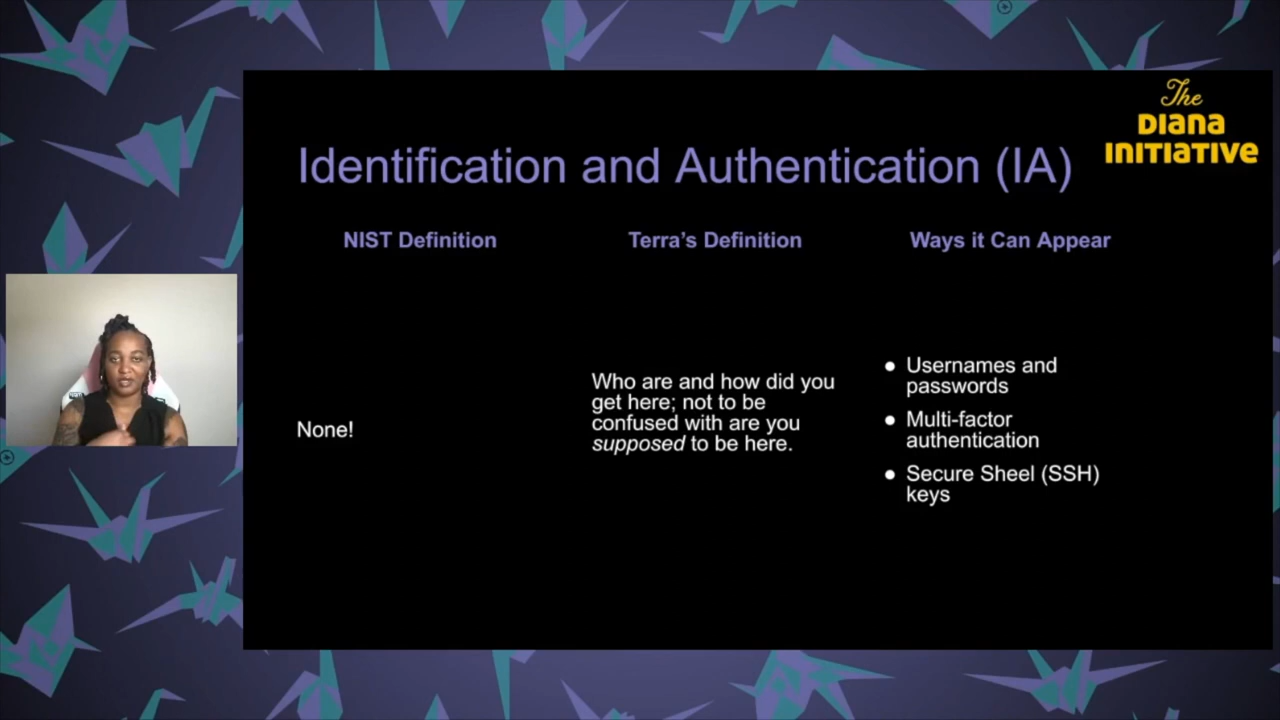 The
DIANA
INITIATIVE
Identification and Authentication (IA)
NIST Definition
Terra’s Definition
Ways it Can Appear
None!
Who are and how did you
get here; not to be
confused with are you
supposed to be here.
● Usernames and
passwords
● Multi-factor
authentication
● Secure Sheel (SSH)
keys